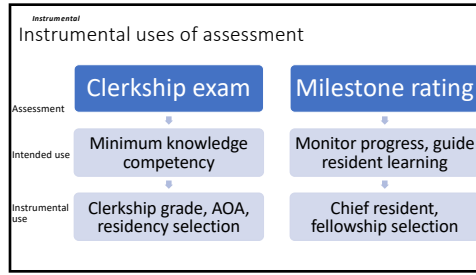 Instrumental
Instrumental uses of assessment
Clerkship exam
Milestone rating
Assessment
Intended use
Minimum knowledge
competency
Monitor progress, guide
resident learning
Instrumental
use
Clerkship grade, AOA,
residency selection
Chief resident,
fellowship selection